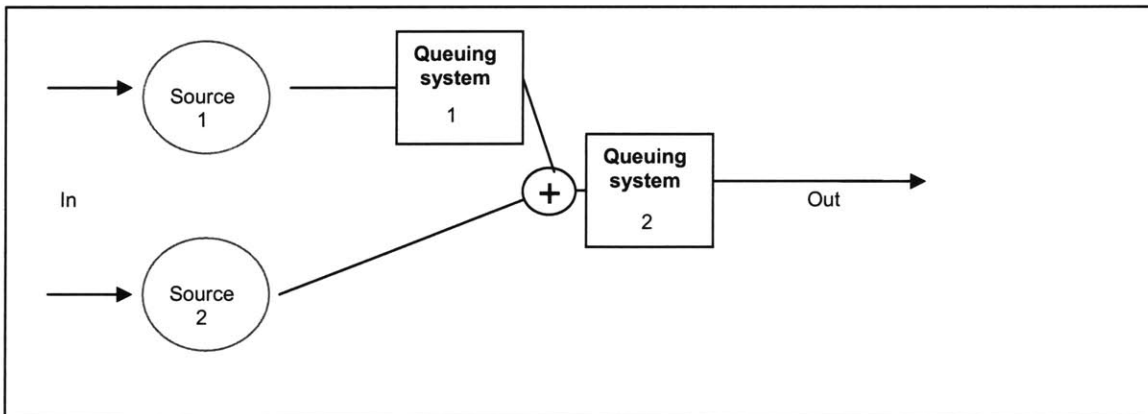 Source
1
Queuing
system
1
In
+
Queuing
system
2
Out
Source
2